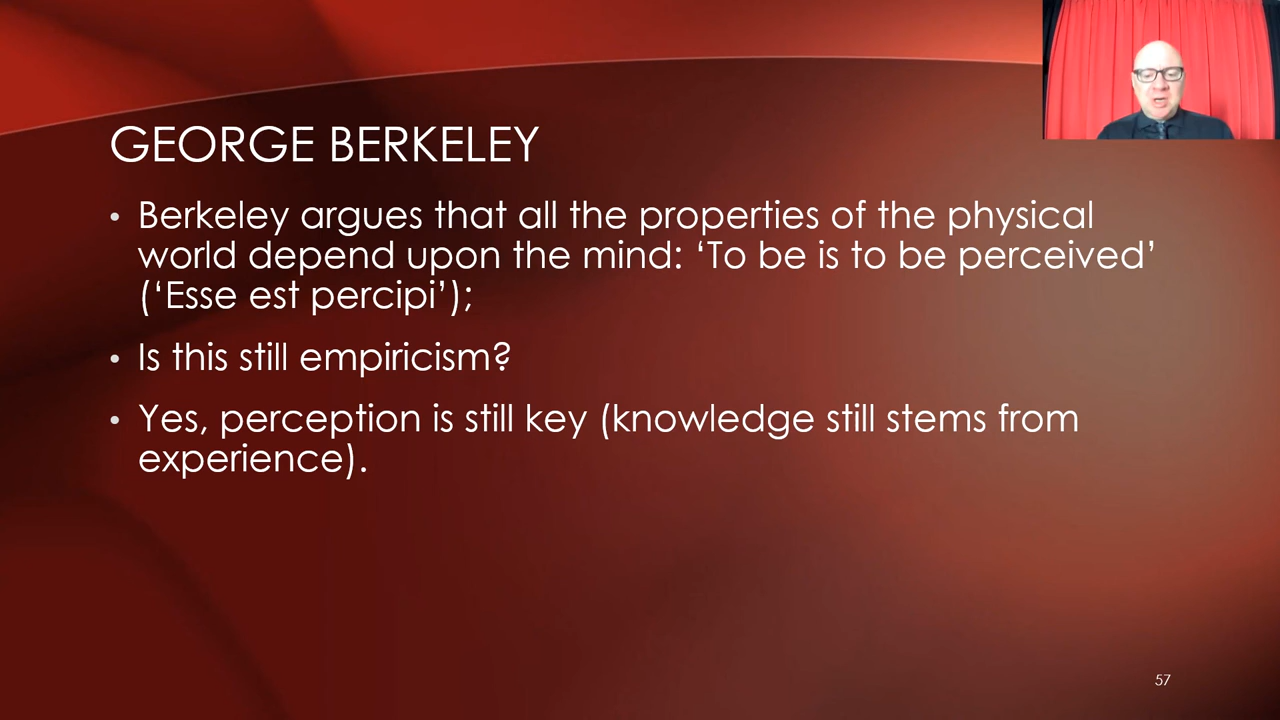 GEORGE BERKELEY
• Berkeley argues that all the properties of the physical
world depend upon the mind: ‘To be is to be perceived’
(‘Esse est percipi’);
• Is this still empiricism?
• Yes, perception is still key (knowledge still stems from
experience).
57